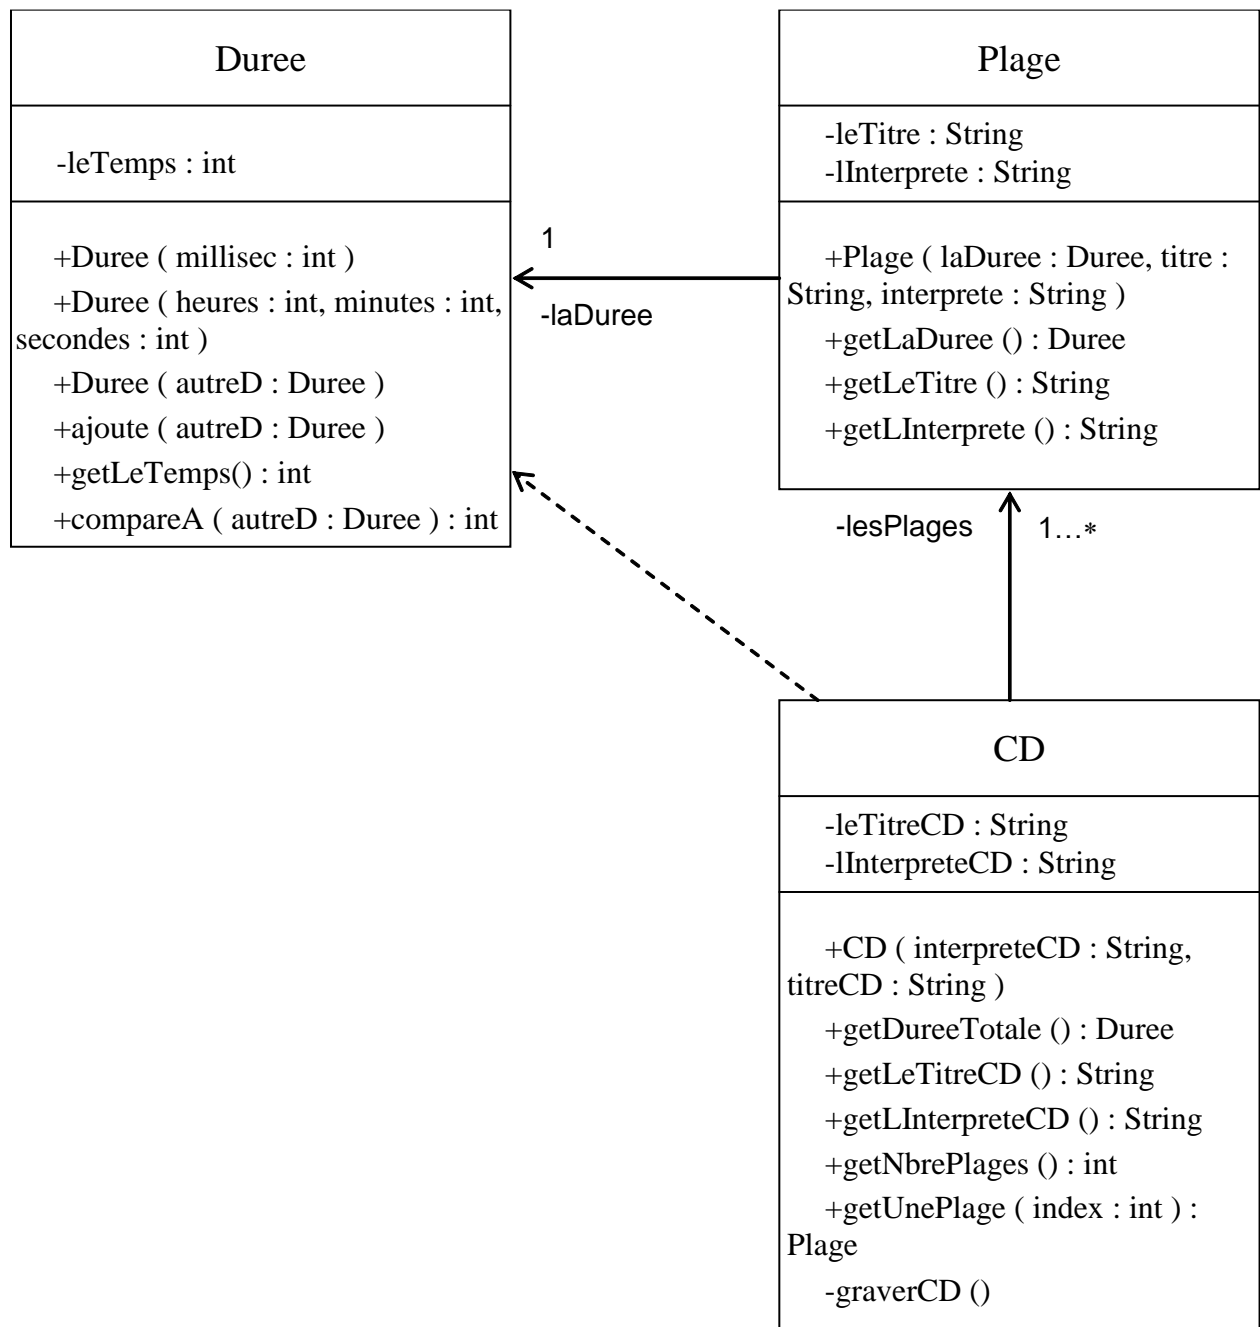 Duree
-leTemps : int
+Duree ( millisec : int )
+Duree ( heures : int, minutes : int,
secondes : int )
+Duree ( autreD : Duree )
+ajoute ( autreD : Duree )
+getLeTemps() : int
+compareA ( autreD : Duree ) : int
1
-laDuree
Plage
-leTitre : String
-lInterprete : String
+Plage ( laDuree : Duree, titre :
String, interprete : String )
+getLaDuree () : Duree
+getLeTitre () : String
+getLInterprete () : String
-lesPlages 1…*
CD
-leTitreCD : String
-lInterpreteCD : String
+CD ( interpreteCD : String,
titreCD : String )
+getDureeTotale () : Duree
+getLeTitreCD () : String
+getLInterpreteCD () : String
+getNbrePlages () : int
+getUnePlage ( index : int ) :
Plage
-graverCD ()